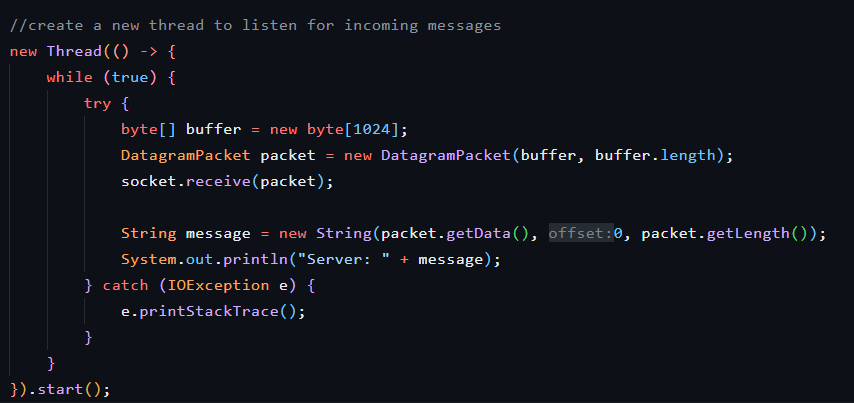 //create a new thread to listen for incoming messages
new Thread(() -> {
    while (true) {
        try {
            byte[] buffer = new byte[1024];
            DatagramPacket packet = new DatagramPacket(buffer, buffer.length);
            socket.receive(packet);

            String message = new String(packet.getData(), offset:0, packet.getLength());
            System.out.println("Server: " + message);
        } catch (IOException e) {
            e.printStackTrace();
        }
    }
}).start();